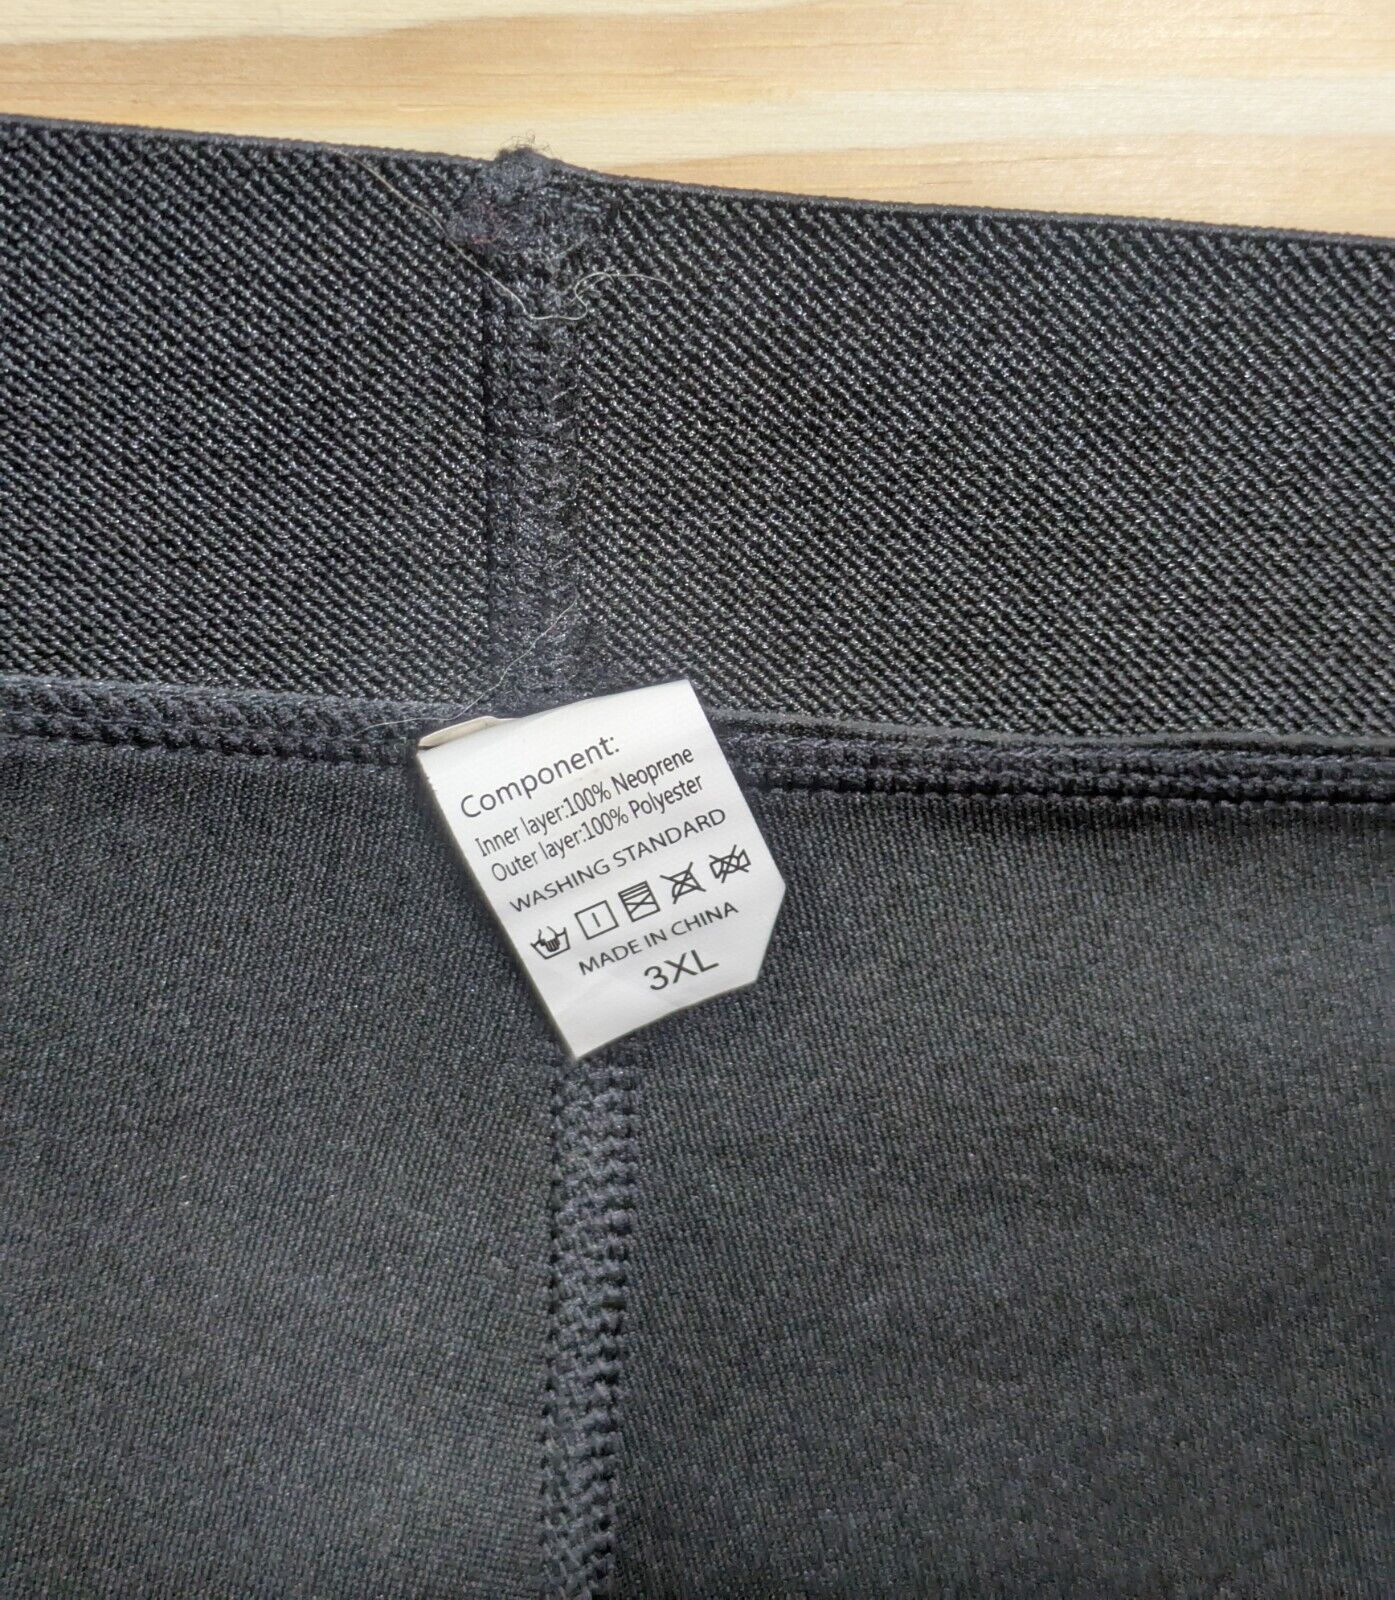 Component:
Inner layer:100% Neoprene
Outer layer:100% Polyester
WASHING STANDARD
MADE IN CHINA
3XL